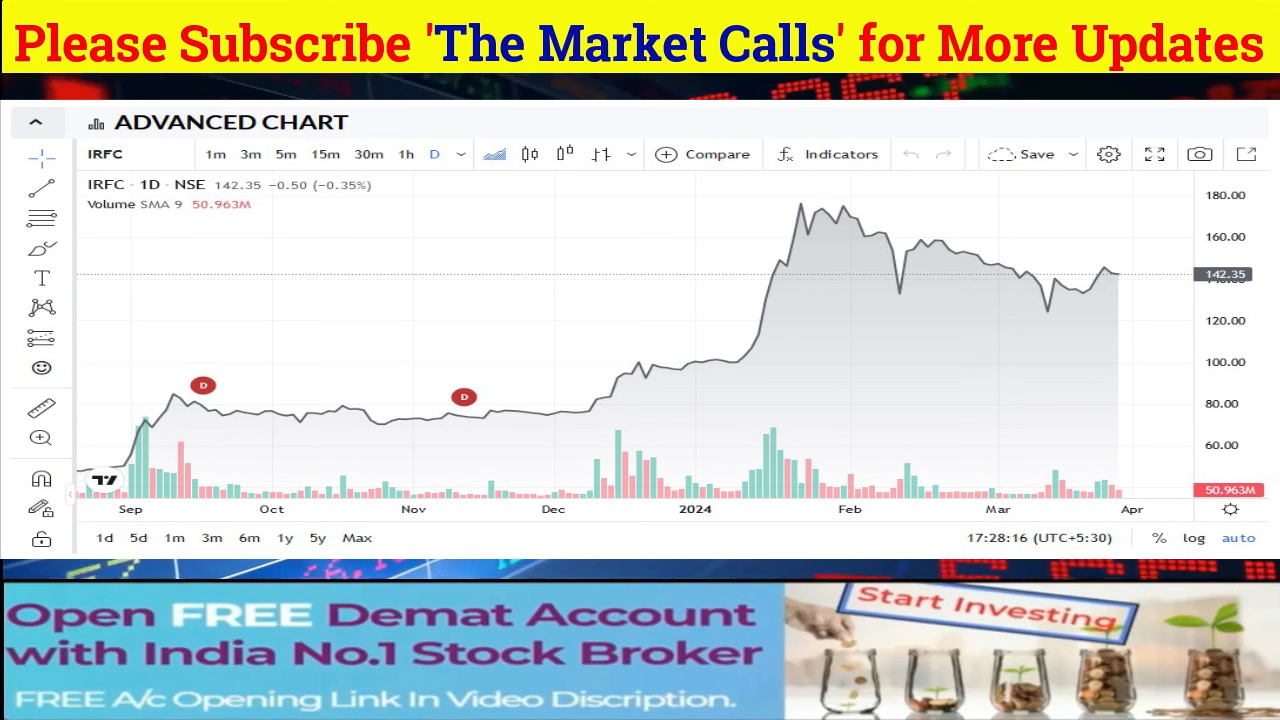 Please Subscribe 'The Market Calls' for More Updates
ADVANCED CHART
IRFC 1m 3m 5m 15m 30m 1h D Compare Indicators Save
IRFC · 1D · NSE 142.35 −0.50 (−0.35%)
Volume SMA 9 50.963M
180.00
160.00
142.35
120.00
100.00
80.00
60.00
50.963M
D
D
Sep Oct Nov Dec 2024 Feb Mar Apr
1d 5d 1m 3m 6m 1y 5y Max 17:28:16 (UTC+5:30) % log auto
Open FREE Demat Account
with India No.1 Stock Broker
FREE A/c Opening Link In Video Discription.
Start Investing